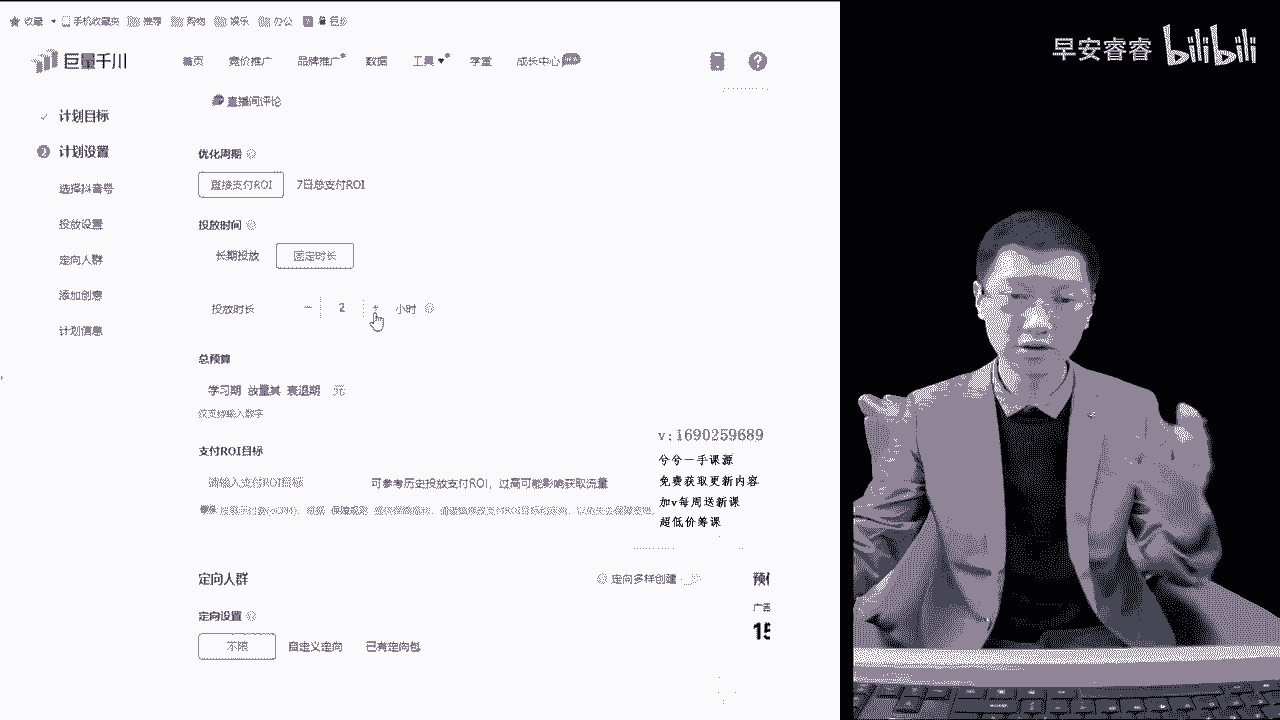 收藏 手机收藏夹 推荐 购物 娱乐 办公
巨量千川 首页 竞价推广 品牌推广 数据 工具 学堂 成长中心
早安睿睿 bilibili
直播间评论
计划目标
计划设置
选择抖音号
投放设置
定向人群
添加创意
计划信息
优化周期
直接支付ROI 7日总支付ROI
投放时间
长期投放 固定时长
投放时长 2 + 小时
总预算
学习期 放量其 衰退期 元
仅支持输入数字
支付ROI目标
请输入支付ROI目标 可参考历史投放支付ROI，过高可能影响获取流量
v:1690259689
兮兮一手课源
免费获取更新内容
加v每周送新课
超低价筹课
定向人群 定向多样创建
定向设置
不限 自定义定向 已有定向包
广告
15